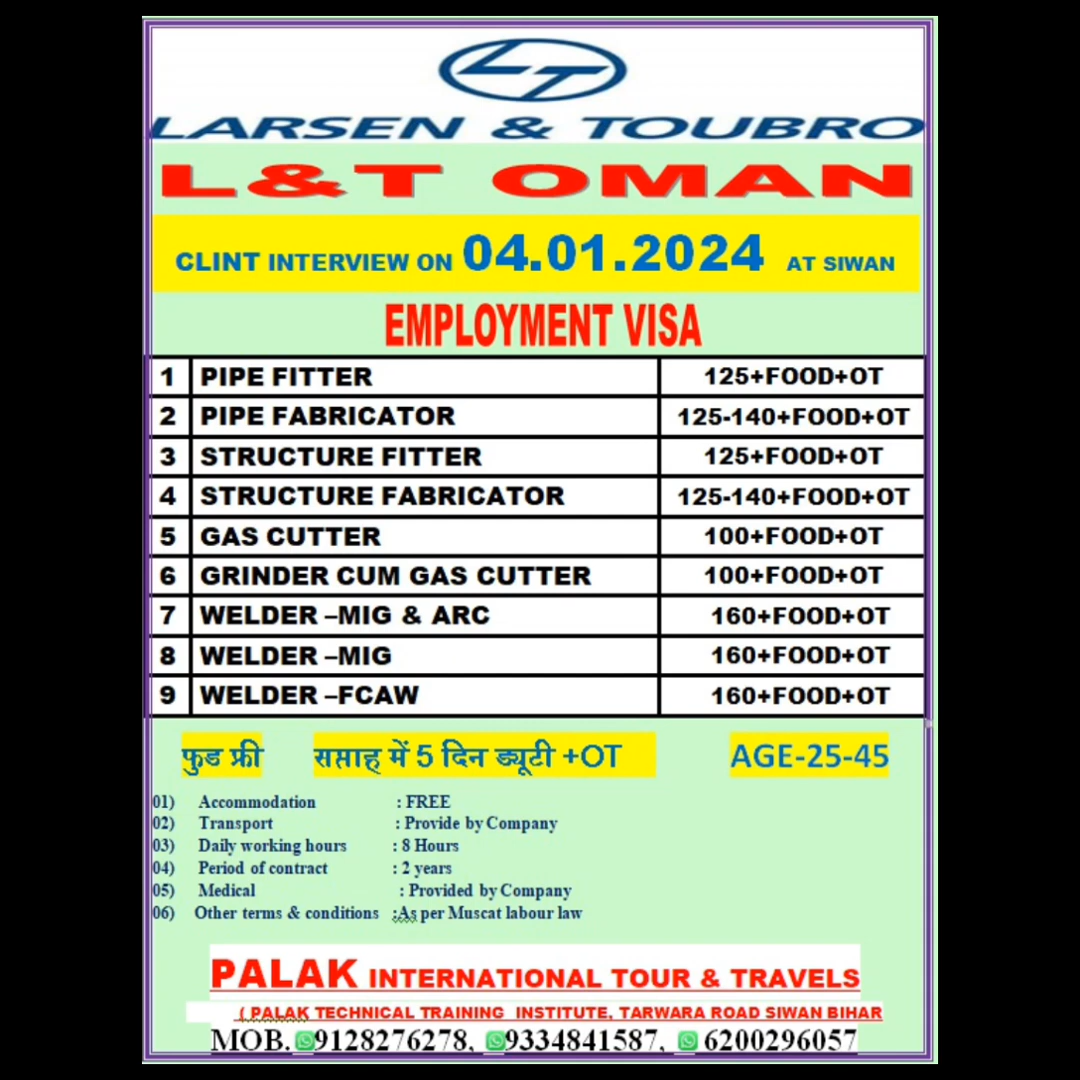 LT
LARSEN & TOUBRO
L&T OMAN
CLINT INTERVIEW ON 04.01.2024 AT SIWAN
EMPLOYMENT VISA
1 PIPE FITTER 125+FOOD+OT
2 PIPE FABRICATOR 125-140+FOOD+OT
3 STRUCTURE FITTER 125+FOOD+OT
4 STRUCTURE FABRICATOR 125-140+FOOD+OT
5 GAS CUTTER 100+FOOD+OT
6 GRINDER CUM GAS CUTTER 100+FOOD+OT
7 WELDER –MIG & ARC 160+FOOD+OT
8 WELDER –MIG 160+FOOD+OT
9 WELDER –FCAW 160+FOOD+OT
फुड फ्री सप्ताह में 5 दिन ड्यूटी +OT AGE-25-45
01) Accommodation : FREE
02) Transport : Provide by Company
03) Daily working hours : 8 Hours
04) Period of contract : 2 years
05) Medical : Provided by Company
06) Other terms & conditions :As per Muscat labour law
PALAK INTERNATIONAL TOUR & TRAVELS
( PALAK TECHNICAL TRAINING INSTITUTE, TARWARA ROAD SIWAN BIHAR
MOB. 9128276278, 9334841587, 6200296057